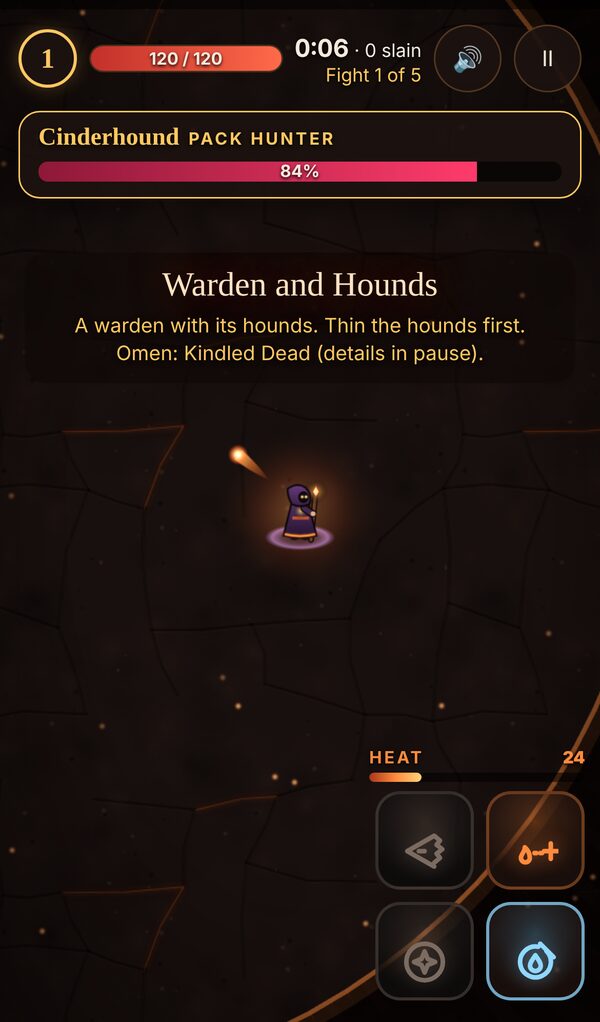 1
120 / 120
0:06 · 0 slain
Fight 1 of 5
Cinderhound PACK HUNTER
84%
Warden and Hounds
A warden with its hounds. Thin the hounds first.
Omen: Kindled Dead (details in pause).
HEAT 24